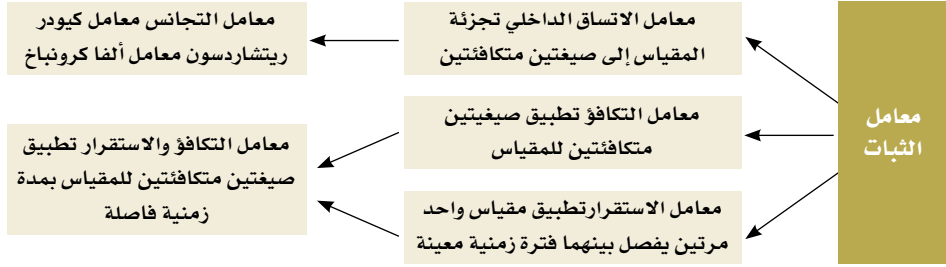 معامل
الثبات
معامل الاتساق الداخلي تجزئة
المقياس إلى صيغتين متكافئتين
معامل التجانس معامل كيودر
ريتشاردسون معامل ألفا كرونباخ
معامل التكافؤ تطبيق صيغيتين
متكافئتين للمقياس
معامل الاستقرارتطبيق مقياس واحد
مرتين يفصل بينهما فترة زمنية معينة
معامل التكافؤ والاستقرار تطبيق
صيغتين متكافئتين للمقياس بمدة
زمنية فاصلة